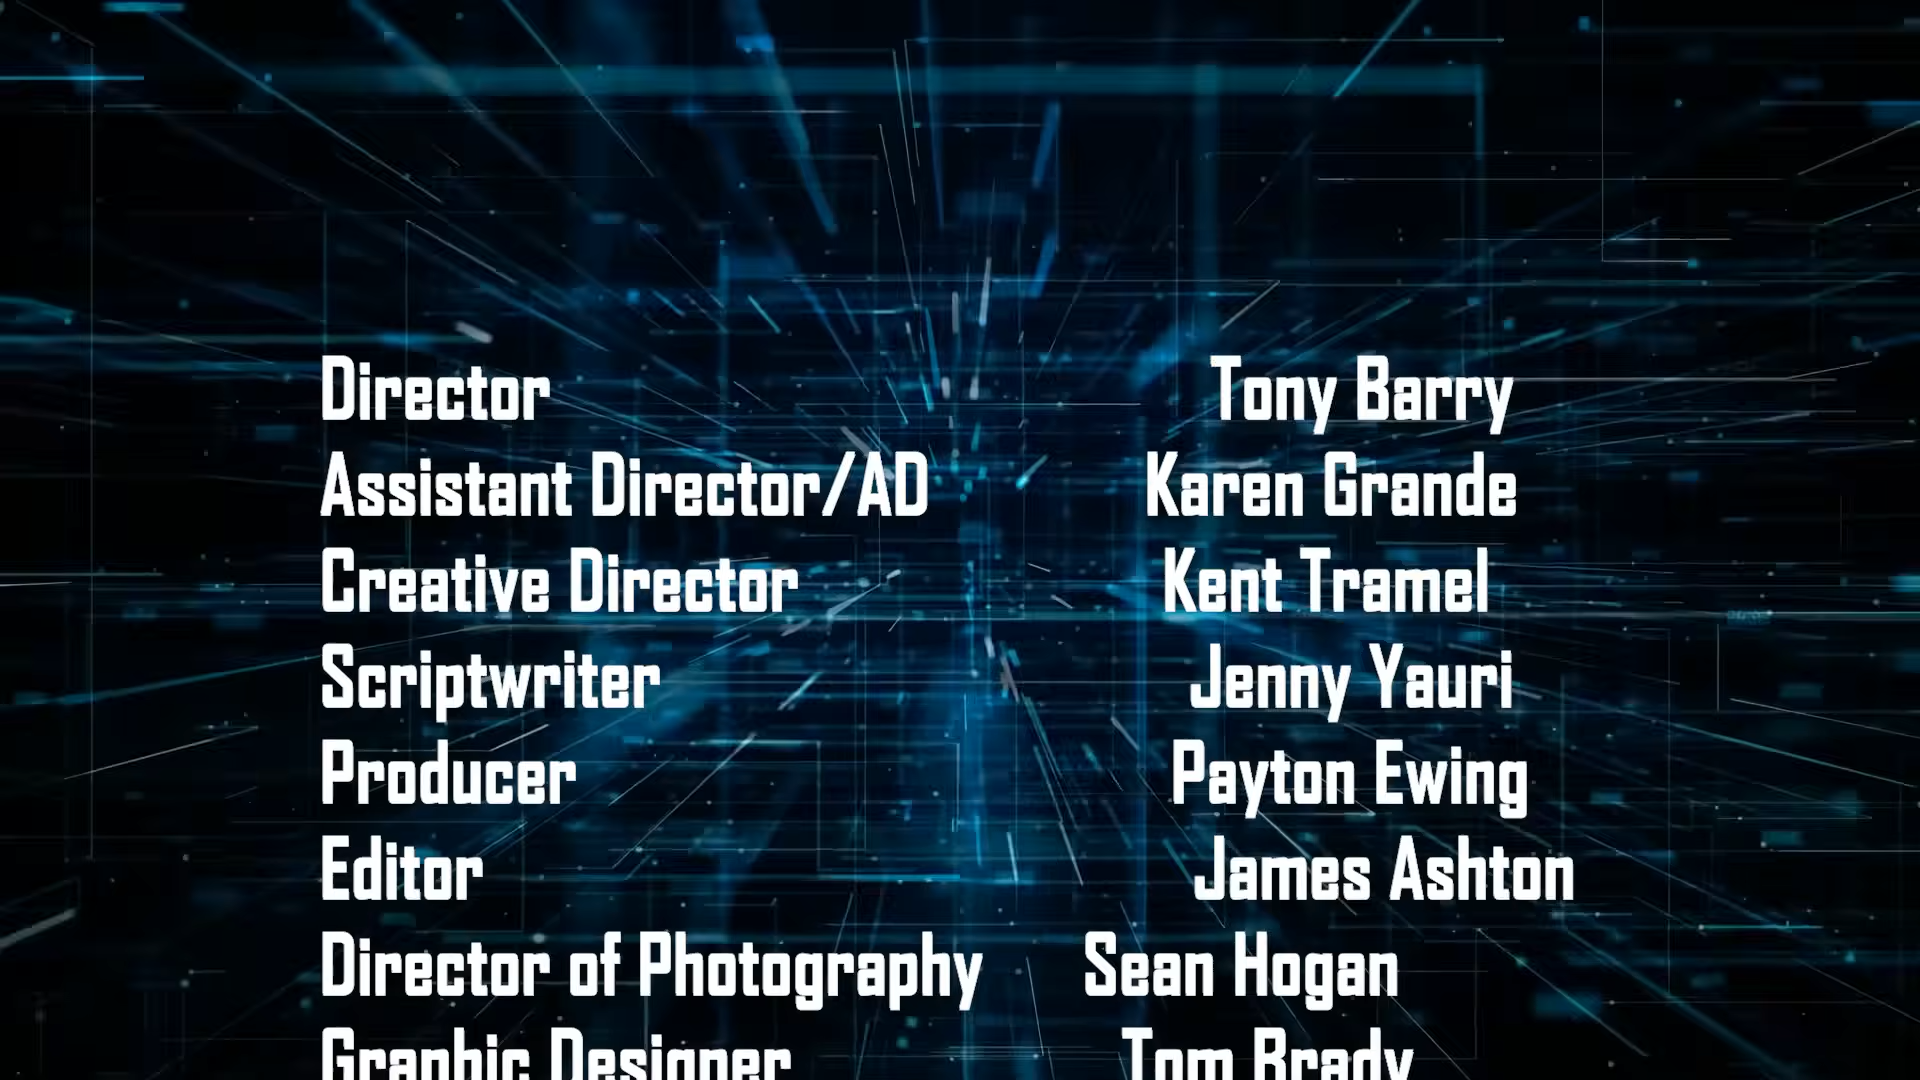 Director Tony Barry
Assistant Director/AD Karen Grande
Creative Director Kent Tramel
Scriptwriter Jenny Yauri
Producer Payton Ewing
Editor James Ashton
Director of Photography Sean Hogan
Graphic Designer Tom Brady